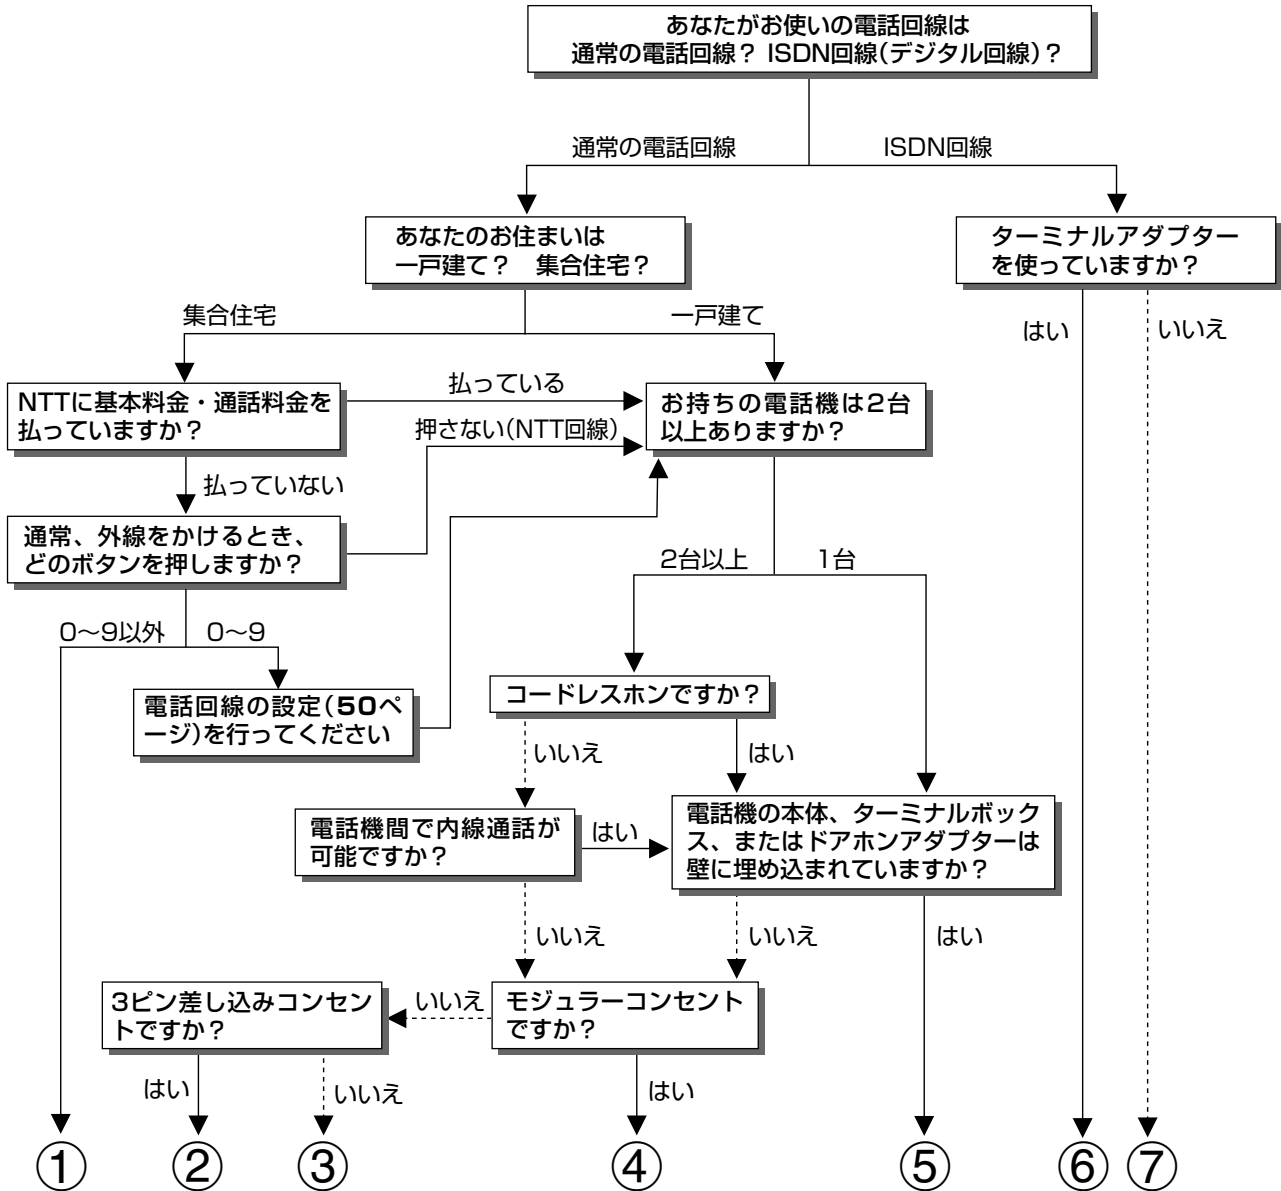 あなたがお使いの電話回線は
通常の電話回線？ ISDN回線(デジタル回線)？
通常の電話回線
ISDN回線
あなたのお住まいは
一戸建て？　集合住宅？
ターミナルアダプター
を使っていますか？
集合住宅
一戸建て
はい
いいえ
NTTに基本料金・通話料金を
払っていますか？
払っている
お持ちの電話機は2台
以上ありますか？
押さない(NTT回線)
払っていない
通常、外線をかけるとき、
どのボタンを押しますか？
2台以上
1台
0〜9以外
0〜9
電話回線の設定(50ペ
ージ)を行ってください
コードレスホンですか？
いいえ
はい
電話機間で内線通話が
可能ですか？
はい
電話機の本体、ターミナルボック
ス、またはドアホンアダプターは
壁に埋め込まれていますか？
いいえ
いいえ
はい
3ピン差し込みコンセン
トですか？
いいえ
モジュラーコンセント
ですか？
はい
いいえ
はい
①
②
③
④
⑤
⑥
⑦